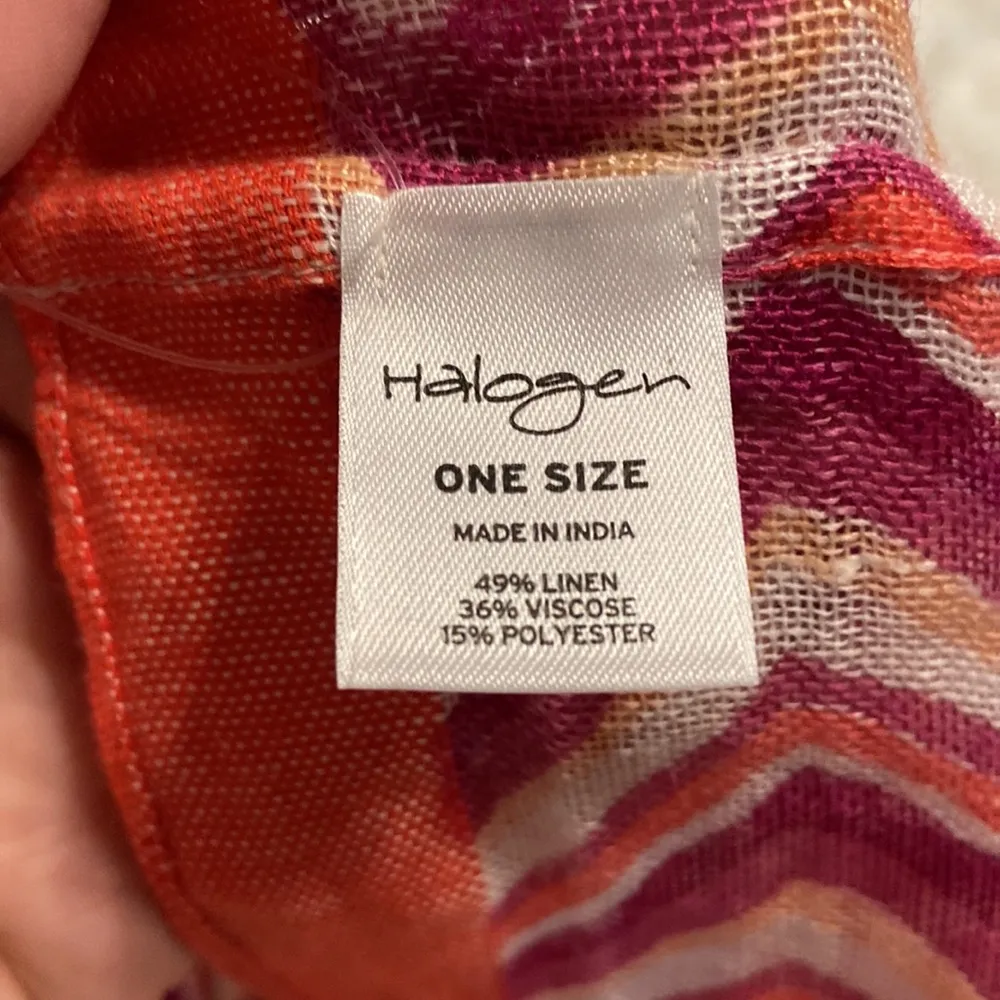 Halogen
ONE SIZE
MADE IN INDIA
49% LINEN
36% VISCOSE
15% POLYESTER